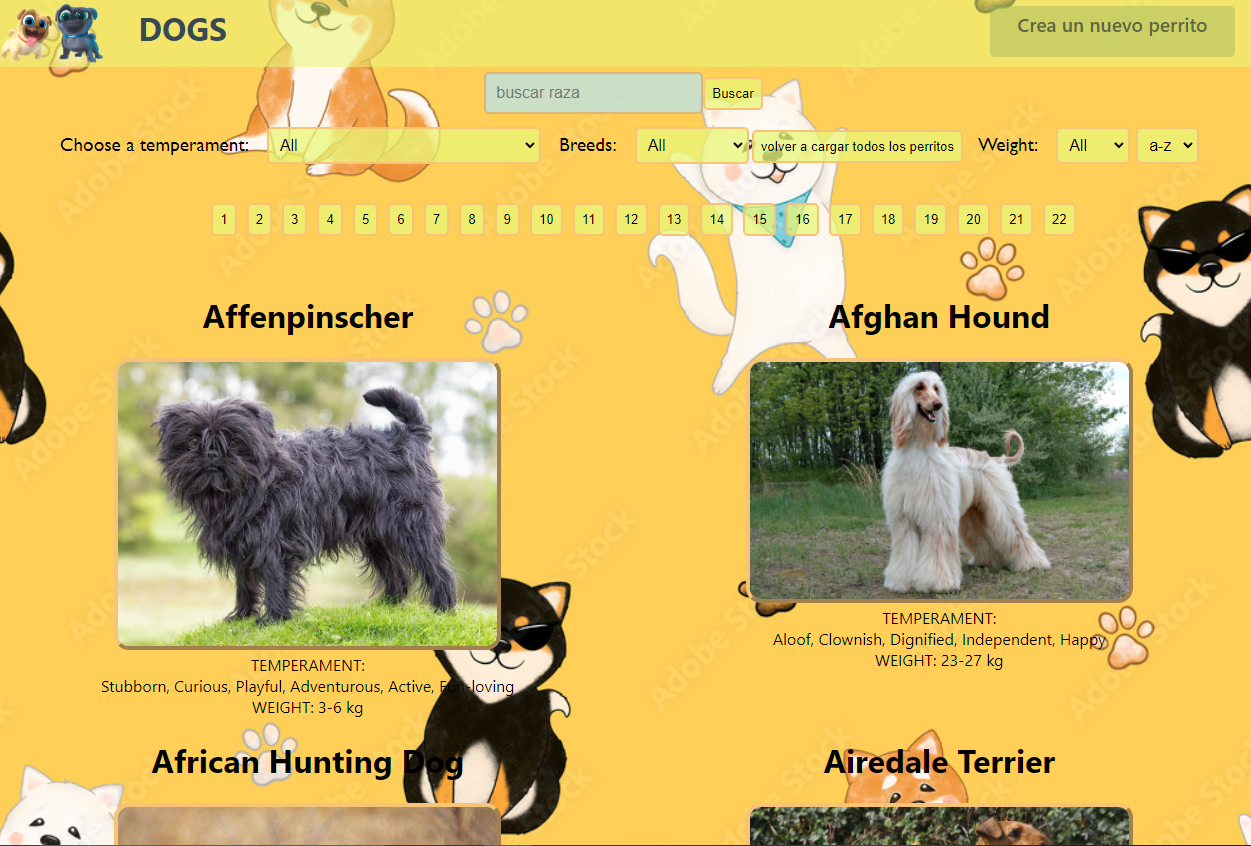 DOGS
Crea un nuevo perrito
buscar raza Buscar
Choose a temperament: All Breeds: All volver a cargar todos los perritos Weight: All a-z
1 2 3 4 5 6 7 8 9 10 11 12 13 14 15 16 17 18 19 20 21 22
Affenpinscher
TEMPERAMENT:
Stubborn, Curious, Playful, Adventurous, Active, Fun-loving
WEIGHT: 3-6 kg
Afghan Hound
TEMPERAMENT:
Aloof, Clownish, Dignified, Independent, Happy
WEIGHT: 23-27 kg
African Hunting Dog
Airedale Terrier
Adobe Stock